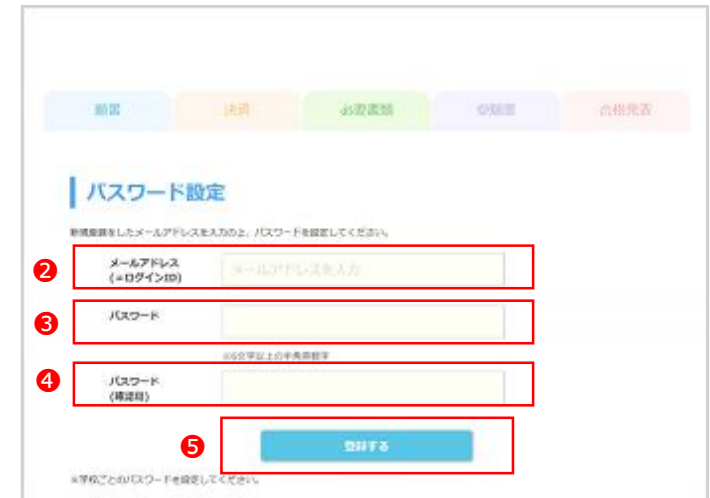 願書
決済
必要書類
受験票
合格発表
パスワード設定
新規登録をしたメールアドレスを入力の上、パスワードを設定してください。
❷
メールアドレス
(=ログインID)
メールアドレスを入力
❸
パスワード
※6文字以上の半角英数字
❹
パスワード
(確認用)
❺
登録する
※学校ごとのパスワードを設定してください。